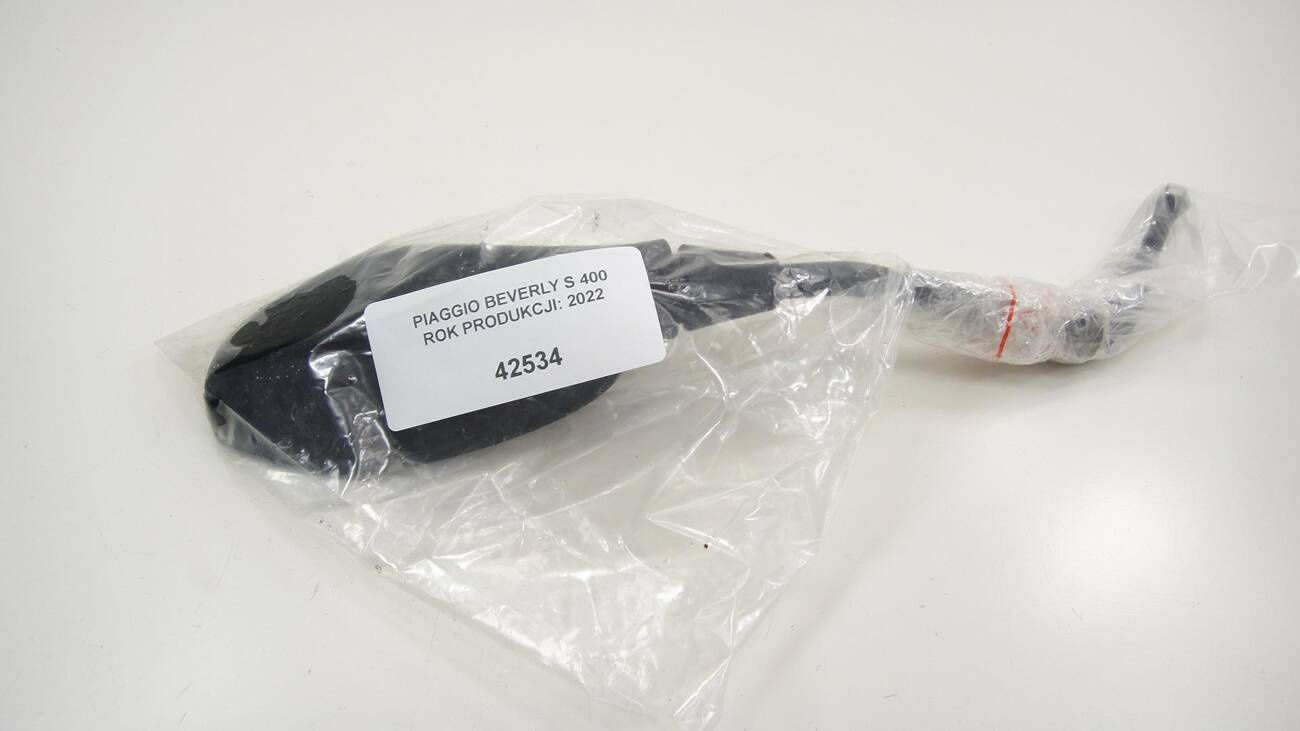 PIAGGIO BEVERLY S 400
ROK PRODUKCJI: 2022
42534